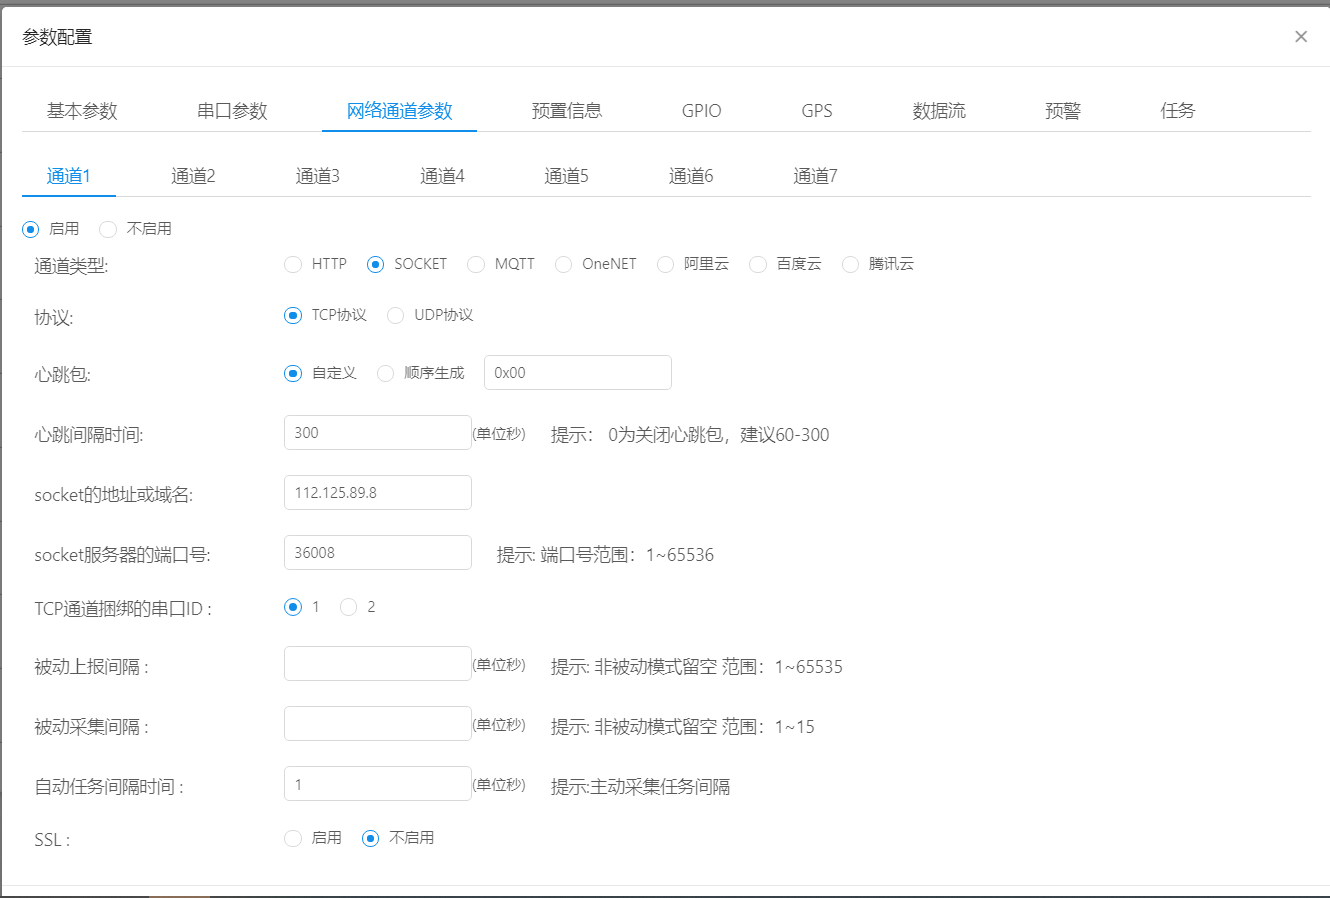 参数配置
基本参数 串口参数 网络通道参数 预置信息 GPIO GPS 数据流 预警 任务
通道1 通道2 通道3 通道4 通道5 通道6 通道7
启用 不启用
通道类型: HTTP SOCKET MQTT OneNET 阿里云 百度云 腾讯云
协议: TCP协议 UDP协议
心跳包: 自定义 顺序生成 0x00
心跳间隔时间: 300 (单位秒) 提示： 0为关闭心跳包，建议60-300
socket的地址或域名: 112.125.89.8
socket服务器的端口号: 36008 提示: 端口号范围：1~65536
TCP通道捆绑的串口ID : 1 2
被动上报间隔 : (单位秒) 提示: 非被动模式留空 范围：1~65535
被动采集间隔 : (单位秒) 提示: 非被动模式留空 范围：1~15
自动任务间隔时间 : 1 (单位秒) 提示:主动采集任务间隔
SSL : 启用 不启用